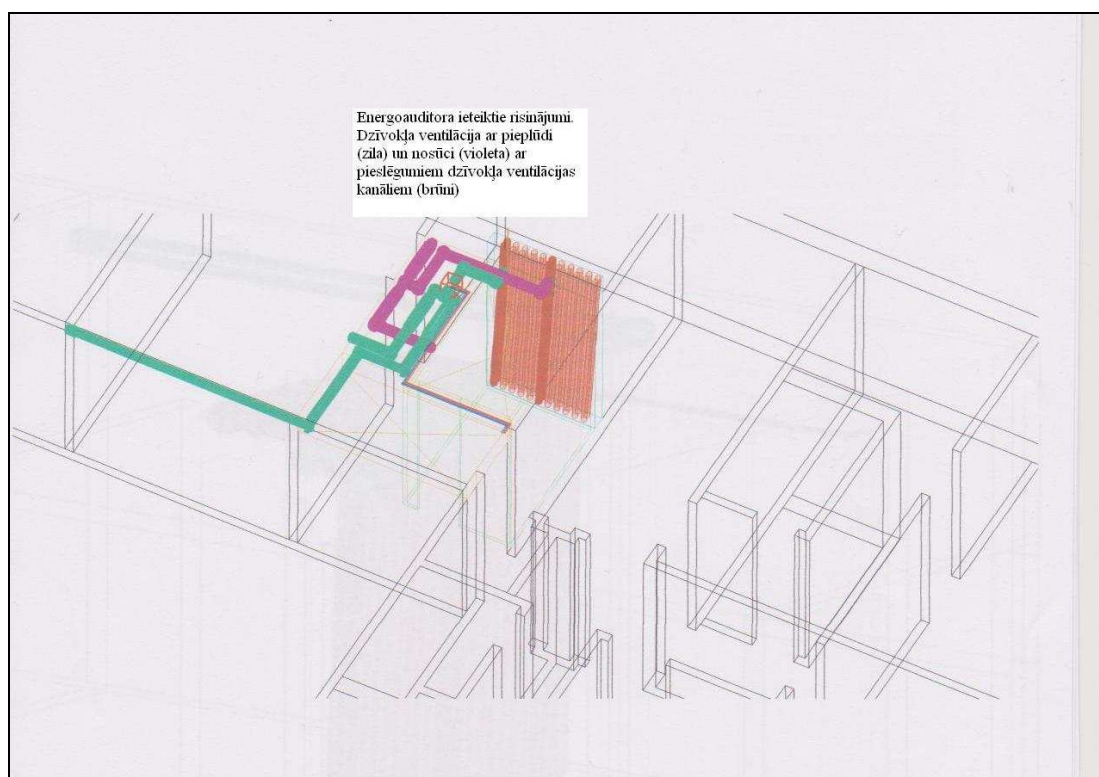 Energoauditora ieteiktie risinājumi.
Dzīvokļa ventilācija ar pieplūdi
(zila) un nosūci (violeta) ar
pieslēgumiem dzīvokļa ventilācijas
kanāliem (brūni)